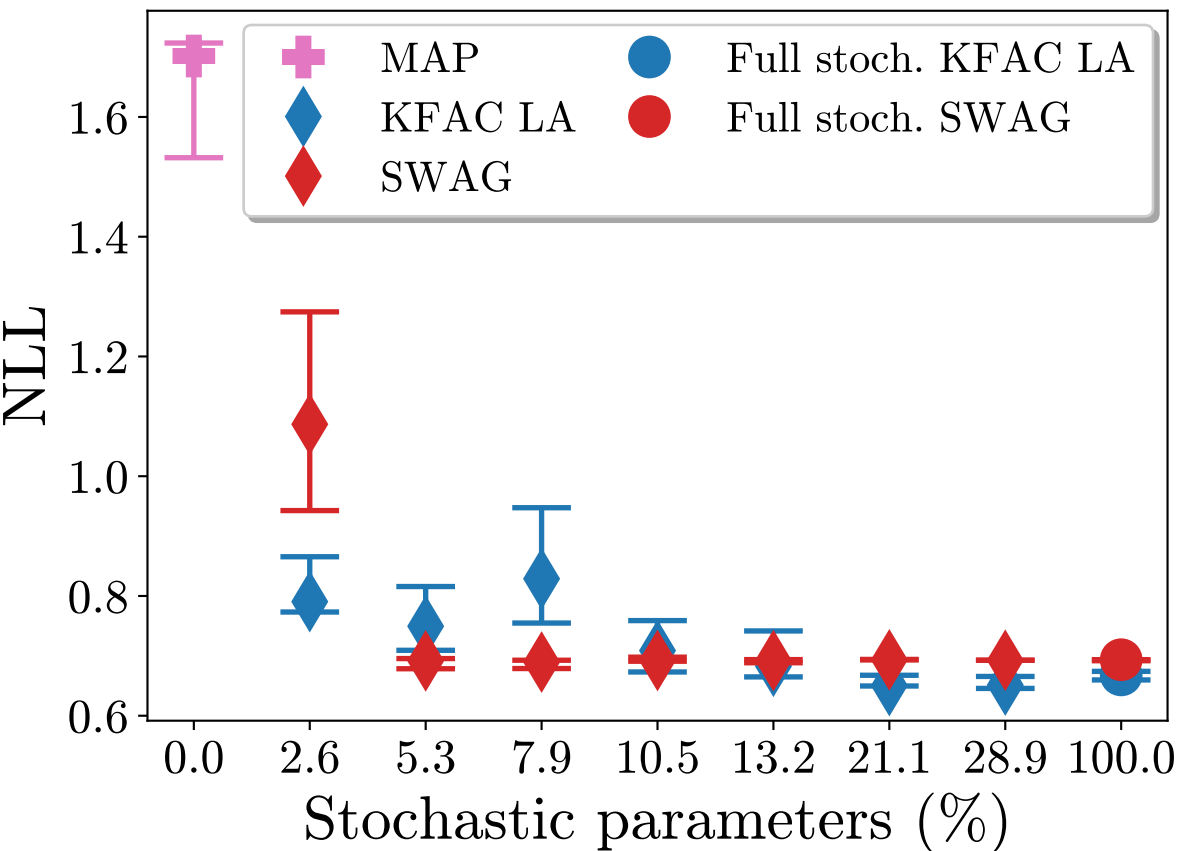 MAP
KFAC LA
SWAG
Full stoch. KFAC LA
Full stoch. SWAG
NLL
1.6
1.4
1.2
1.0
0.8
0.6
0.0 2.6 5.3 7.9 10.5 13.2 21.1 28.9 100.0
Stochastic parameters (%)